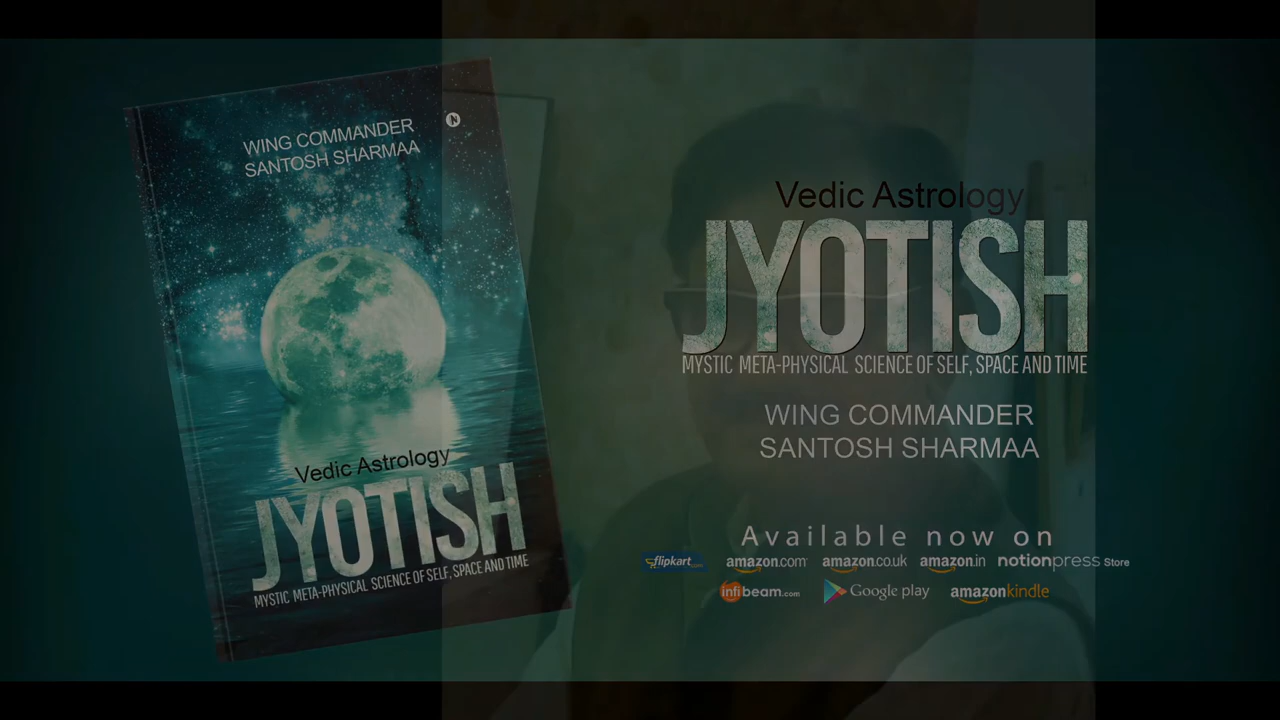 WING COMMANDER
SANTOSH SHARMAA
Vedic Astrology
JYOTISH
MYSTIC META-PHYSICAL SCIENCE OF SELF, SPACE AND TIME
Vedic Astrology
JYOTISH
MYSTIC META-PHYSICAL SCIENCE OF SELF, SPACE AND TIME
WING COMMANDER
SANTOSH SHARMAA
Available now on
flipkart.com amazon.com amazon.co.uk amazon.in notionpress Store
infibeam.com Google play amazonkindle